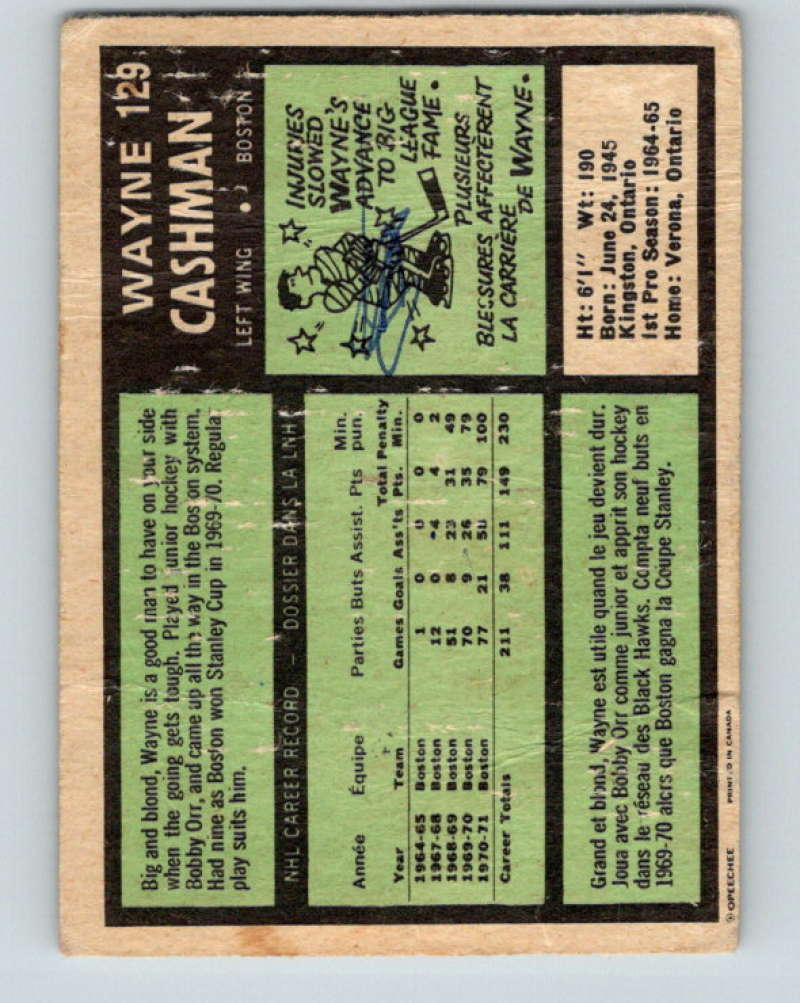 WAYNE 129
CASHMAN
LEFT WING • BOSTON
Big and blond, Wayne is a good man to have on your side
when the going gets tough. Played junior hockey with
Bobby Orr, and came up all the way in the Boston system.
Had nine as Boston won Stanley Cup in 1969-70. Regular
play suits him.
INJURIES
SLOWED
WAYNE'S
ADVANCE
TO BIG
LEAGUE
FAME.
PLUSIEURS
BLESSURES AFFECTÈRENT
LA CARRIÈRE
DE WAYNE.
NHL CAREER RECORD – DOSSIER DANS LA LNH
Année Équipe Parties Buts Assist. Pts Min. pun.
Year Team Games Goals Ass'ts Total Pts. Penalty Min.
1964-65 Boston 1 0 0 0 0
1967-68 Boston 12 0 4 4 2
1968-69 Boston 51 8 23 31 49
1969-70 Boston 70 9 26 35 79
1970-71 Boston 77 21 58 79 100
Career Totals 211 38 111 149 230
Ht: 6'1" Wt: 190
Born: June 24, 1945
Kingston, Ontario
1st Pro Season: 1964-65
Home: Verona, Ontario
Grand et blond, Wayne est utile quand le jeu devient dur.
Joua avec Bobby Orr comme junior et apprit son hockey
dans le réseau des Black Hawks. Compta neuf buts en
1969-70 alors que Boston gagna la Coupe Stanley.
© OPEECHEE PRINTED IN CANADA